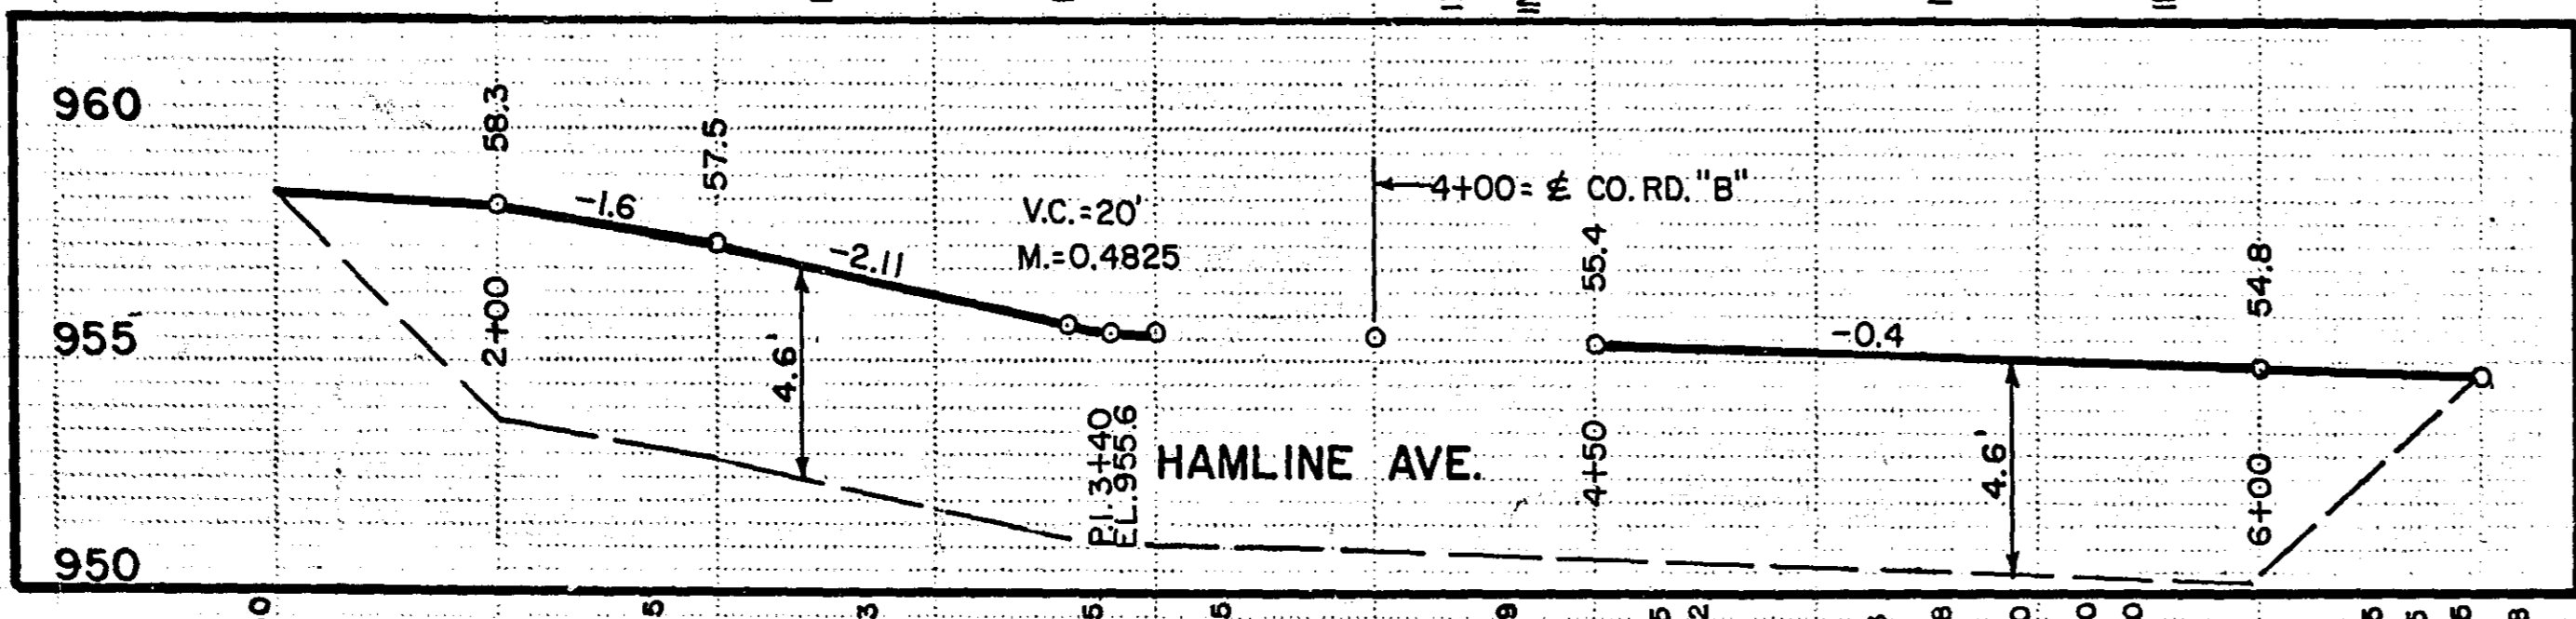 960
955
950
58.3
2+00
-1.6
57.5
-2.11
4.6'
V.C.=20'
M.=0.4825
P.I. 3+40
EL.955.6
HAMLINE AVE.
4+00= ⅊ CO. RD. "B"
55.4
4+50
-0.4
4.6'
54.8
6+00